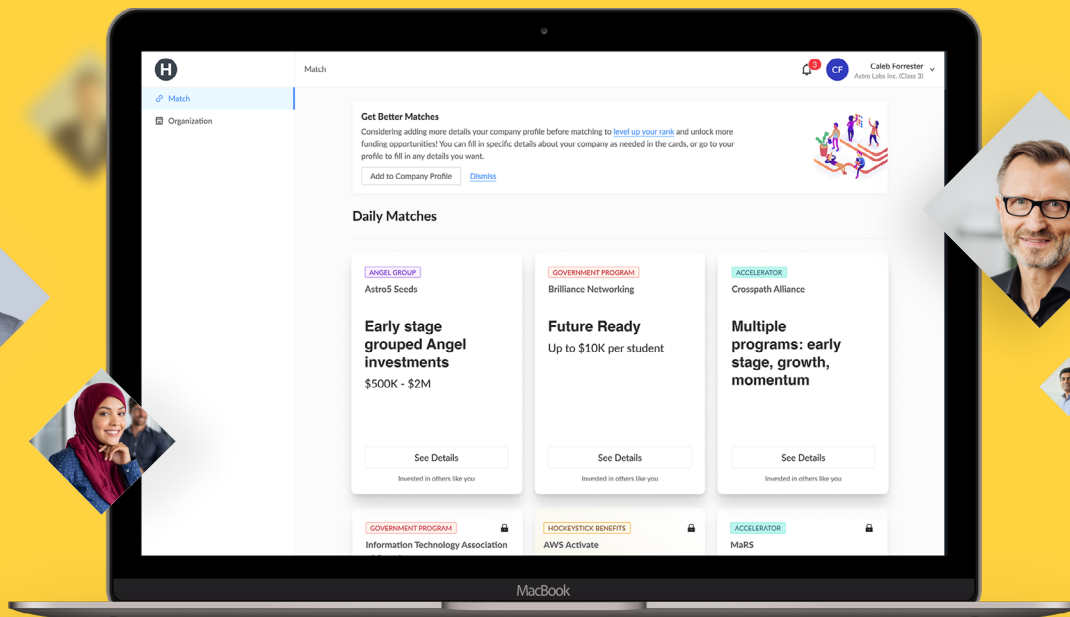 H
Match
3
CF
Caleb Forrester
Astro Labs Inc. (Class 3)
Match
Organization
Get Better Matches
Considering adding more details your company profile before matching to level up your rank and unlock more
funding opportunities! You can fill in specific details about your company as needed in the cards, or go to your
profile to fill in any details you want.
Add to Company Profile
Dismiss
Daily Matches
ANGEL GROUP
Astro5 Seeds
Early stage
grouped Angel
investments
$500K - $2M
See Details
Invested in others like you
GOVERNMENT PROGRAM
Brilliance Networking
Future Ready
Up to $10K per student
See Details
Invested in others like you
ACCELERATOR
Crosspath Alliance
Multiple
programs: early
stage, growth,
momentum
See Details
Invested in others like you
GOVERNMENT PROGRAM
Information Technology Association
HOCKEYSTICK BENEFITS
AWS Activate
ACCELERATOR
MaRS
MacBook